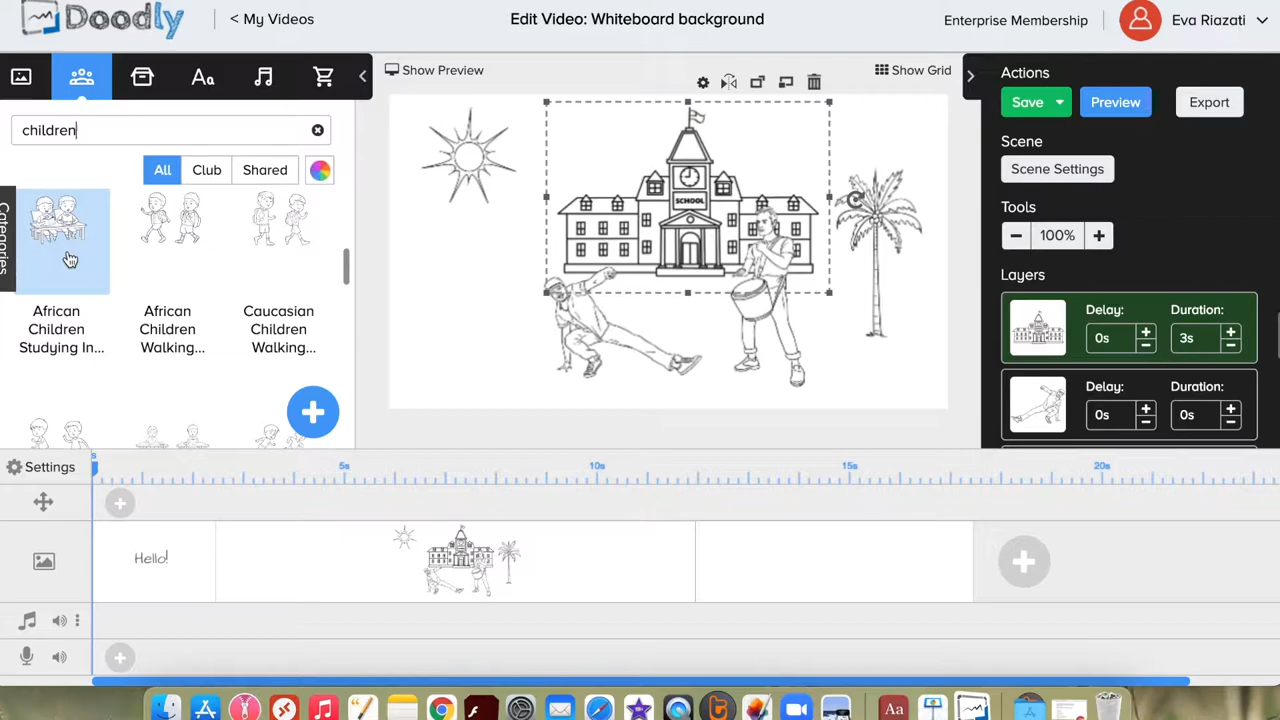 Doodly
< My Videos
Edit Video: Whiteboard background
Enterprise Membership
Eva Riazati
Aa
Show Preview
Show Grid
Actions
Save
Preview
Export
children
Scene
All
Club
Shared
Scene Settings
Categories
Tools
100%
SCHOOL
Layers
African
Children
Studying In...
African
Children
Walking...
Caucasian
Children
Walking...
Delay:
Duration:
0s
3s
Delay:
Duration:
0s
0s
Settings
s
5s
10s
15s
20s
Hello!
Aa